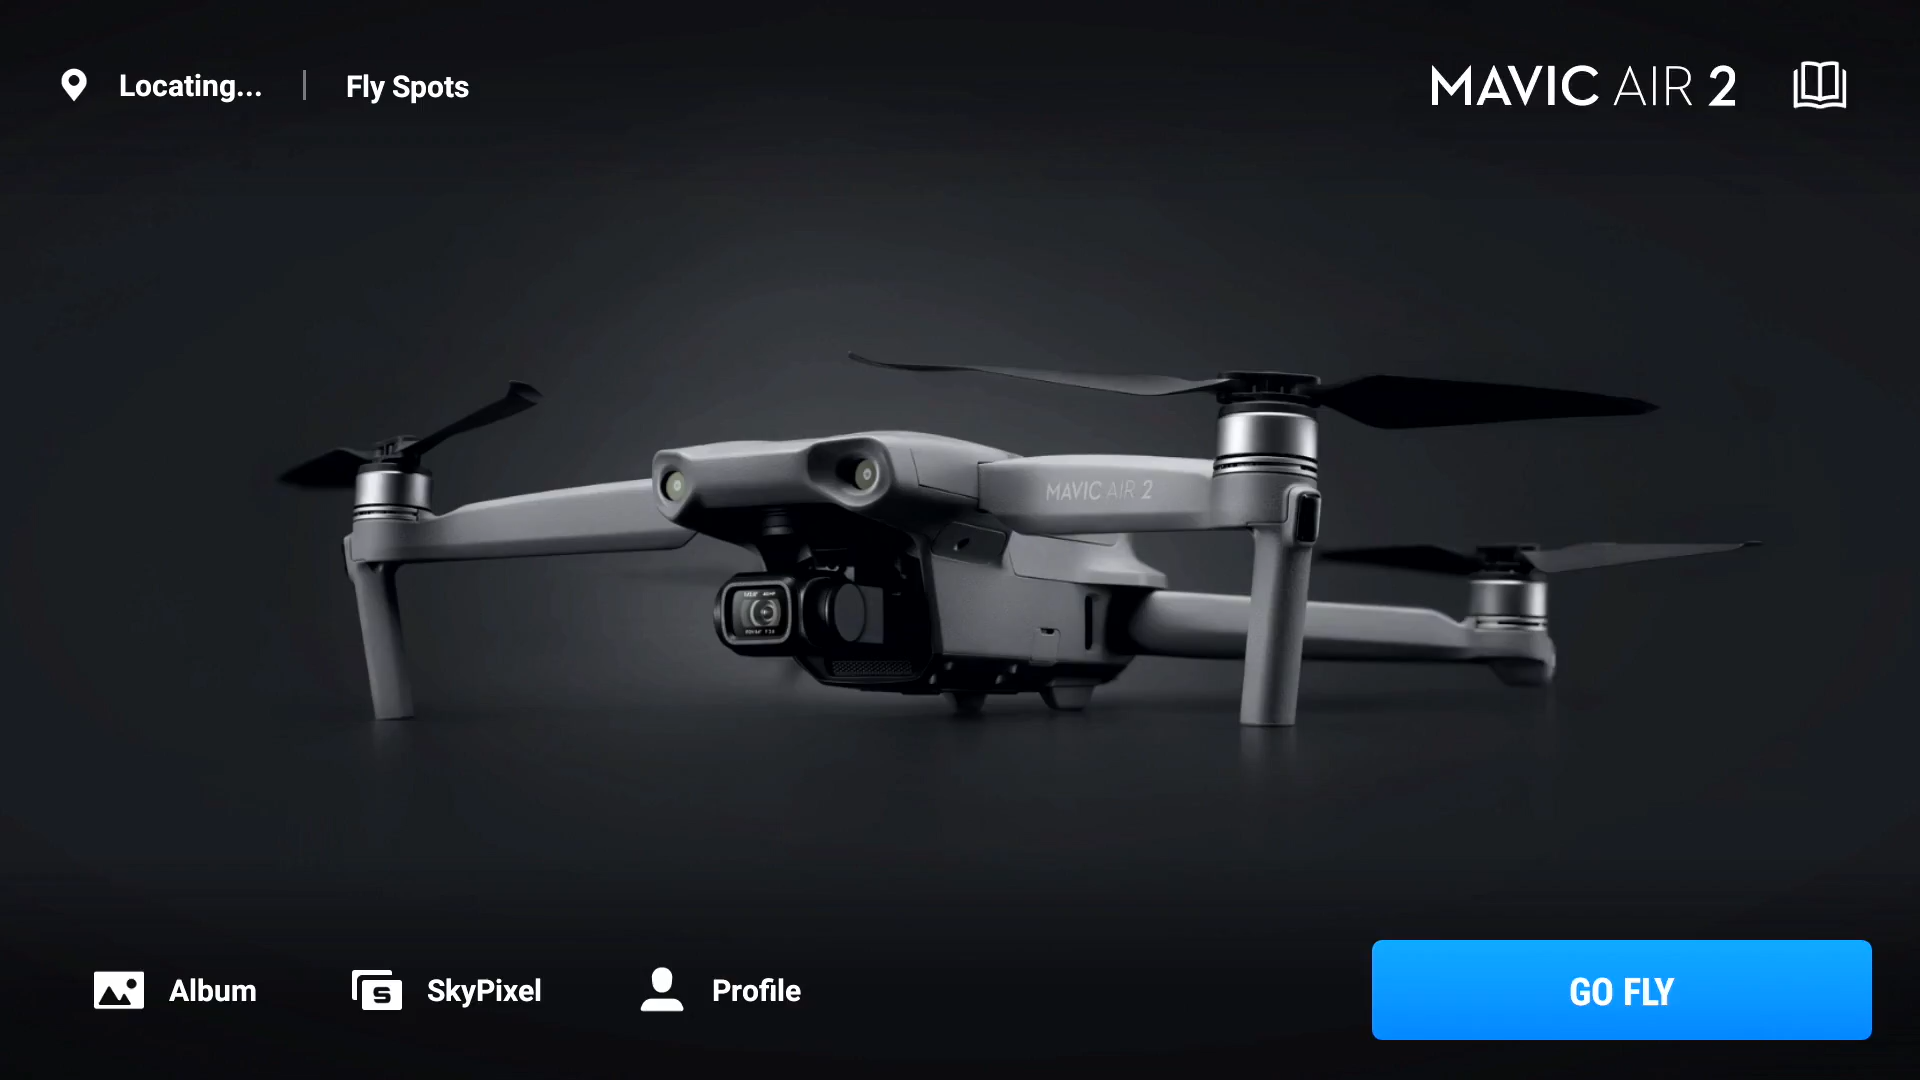 Locating...
Fly Spots
MAVIC AIR 2
MAVIC AIR 2
Album
SkyPixel
Profile
GO FLY